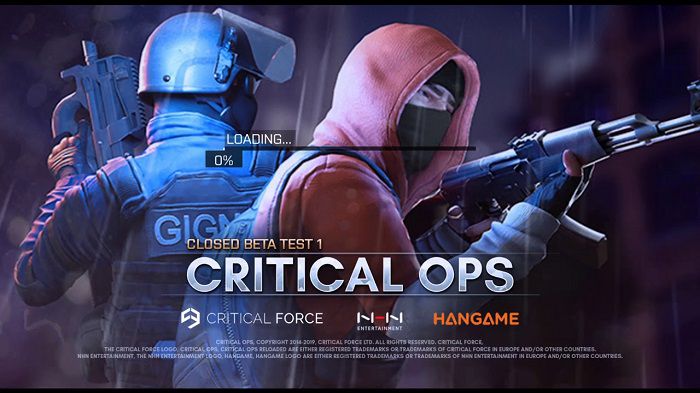 LOADING...
0%
GIGN
CLOSED BETA TEST 1
CRITICAL OPS
CRITICAL FORCE
NHN
ENTERTAINMENT
HANGAME
CRITICAL OPS, COPYRIGHT 2014-2019, CRITICAL FORCE LTD. ALL RIGHTS RESERVED. CRITICAL FORCE,
THE CRITICAL FORCE LOGO, CRITICAL OPS, CRITICAL OPS RELOADED ARE EITHER REGISTERED TRADEMARKS OR TRADEMARKS OF CRITICAL FORCE IN EUROPE AND/OR OTHER COUNTRIES.
NHN ENTERTAINMENT, THE NHN ENTERTAINMENT LOGO, HANGAME, HANGAME LOGO ARE EITHER REGISTERED TRADEMARKS OR TRADEMARKS OF NHN ENTERTAINMENT IN EUROPE AND/OR OTHER COUNTRIES.